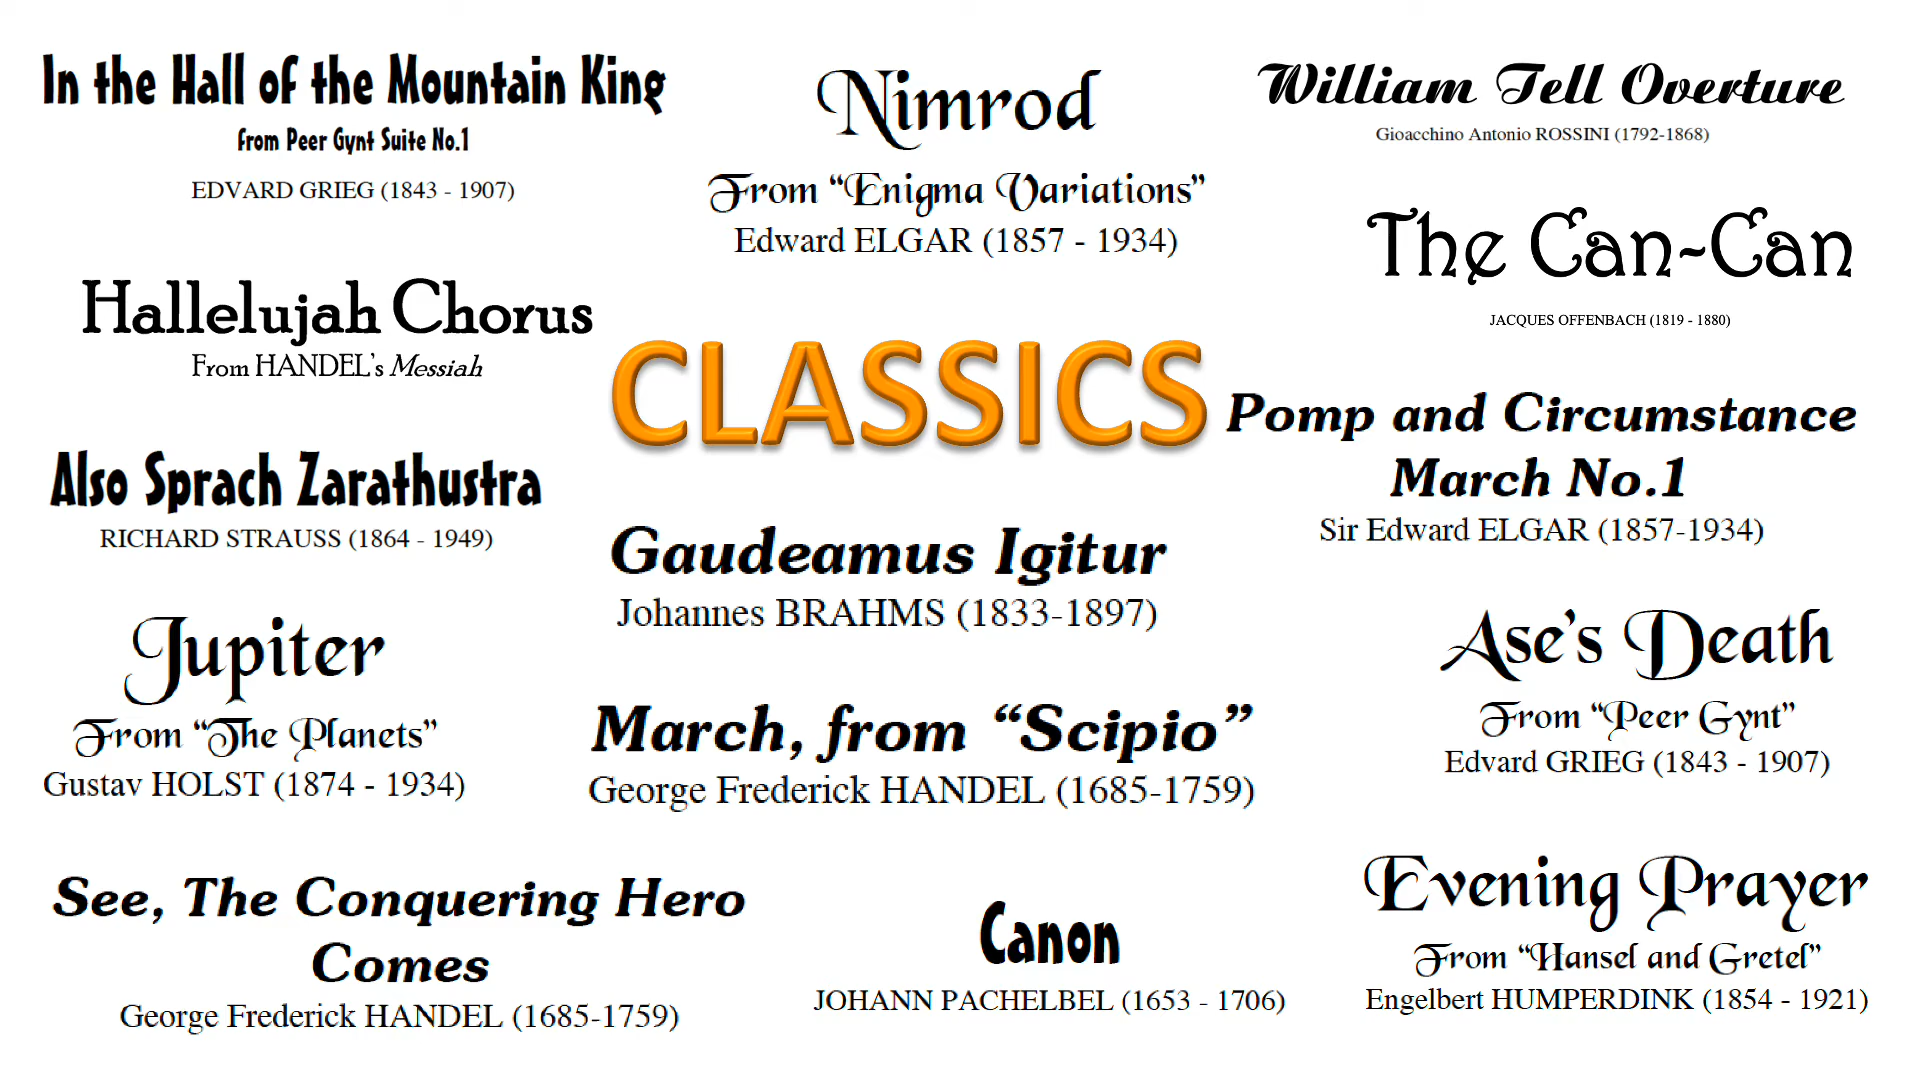 In the Hall of the Mountain King
from Peer Gynt Suite No.1
EDVARD GRIEG (1843 - 1907)
Nimrod
From "Enigma Variations"
Edward ELGAR (1857 - 1934)
William Tell Overture
Gioacchino Antonio ROSSINI (1792-1868)
The Can-Can
JACQUES OFFENBACH (1819 - 1880)
Hallelujah Chorus
From HANDEL's Messiah
CLASSICS
Pomp and Circumstance
March No.1
Sir Edward ELGAR (1857-1934)
Also Sprach Zarathustra
RICHARD STRAUSS (1864 - 1949)
Gaudeamus Igitur
Johannes BRAHMS (1833-1897)
Jupiter
From "The Planets"
Gustav HOLST (1874 - 1934)
March, from "Scipio"
George Frederick HANDEL (1685-1759)
Ase's Death
From "Peer Gynt"
Edvard GRIEG (1843 - 1907)
See, The Conquering Hero
Comes
George Frederick HANDEL (1685-1759)
Canon
JOHANN PACHELBEL (1653 - 1706)
Evening Prayer
From "Hansel and Gretel"
Engelbert HUMPERDINK (1854 - 1921)